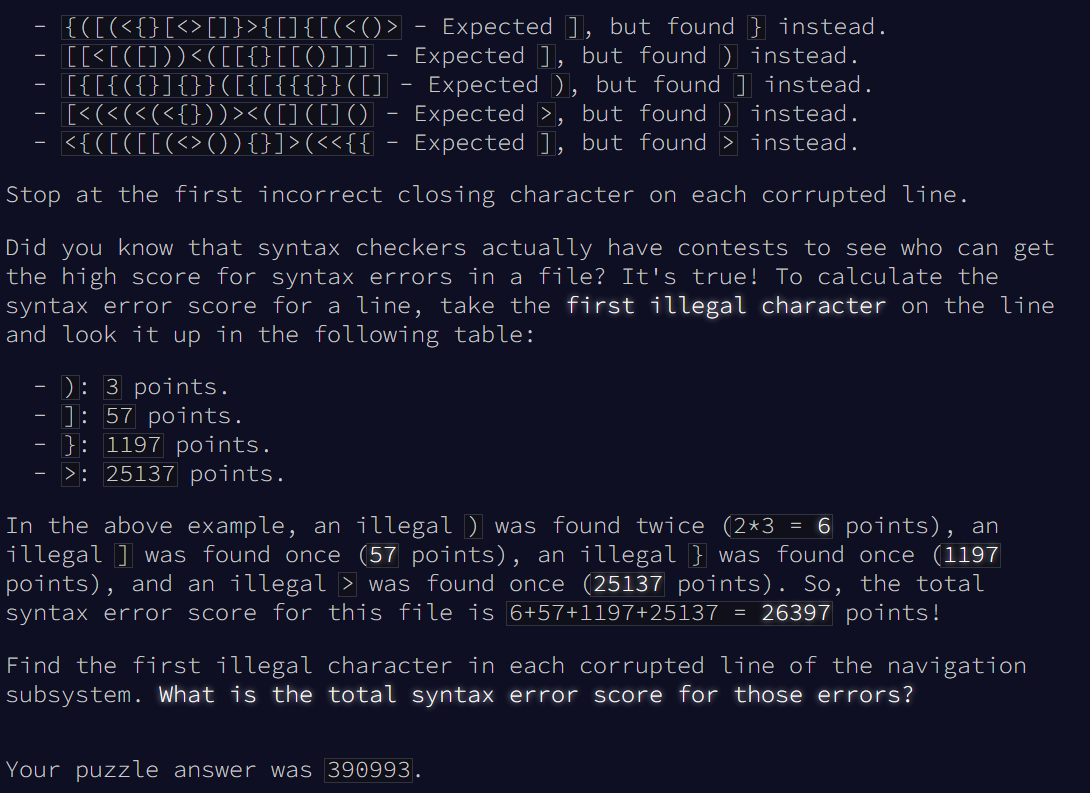 - {([(<{}[<>[]}>{[]{[(<()> - Expected ], but found } instead.
- [[<[([]))<([[{}[[()]]] - Expected ], but found ) instead.
- [{[{({}]{}}([{[{{{}}([] - Expected ), but found ] instead.
- [<(<(<(<{}))><([]([]() - Expected >, but found ) instead.
- <{([([[(<>()){}]>(<<{{ - Expected ], but found > instead.
Stop at the first incorrect closing character on each corrupted line.
Did you know that syntax checkers actually have contests to see who can get
the high score for syntax errors in a file? It's true! To calculate the
syntax error score for a line, take the first illegal character on the line
and look it up in the following table:
- ): 3 points.
- ]: 57 points.
- }: 1197 points.
- >: 25137 points.
In the above example, an illegal ) was found twice (2*3 = 6 points), an
illegal ] was found once (57 points), an illegal } was found once (1197
points), and an illegal > was found once (25137 points). So, the total
syntax error score for this file is 6+57+1197+25137 = 26397 points!
Find the first illegal character in each corrupted line of the navigation
subsystem. What is the total syntax error score for those errors?
Your puzzle answer was 390993.